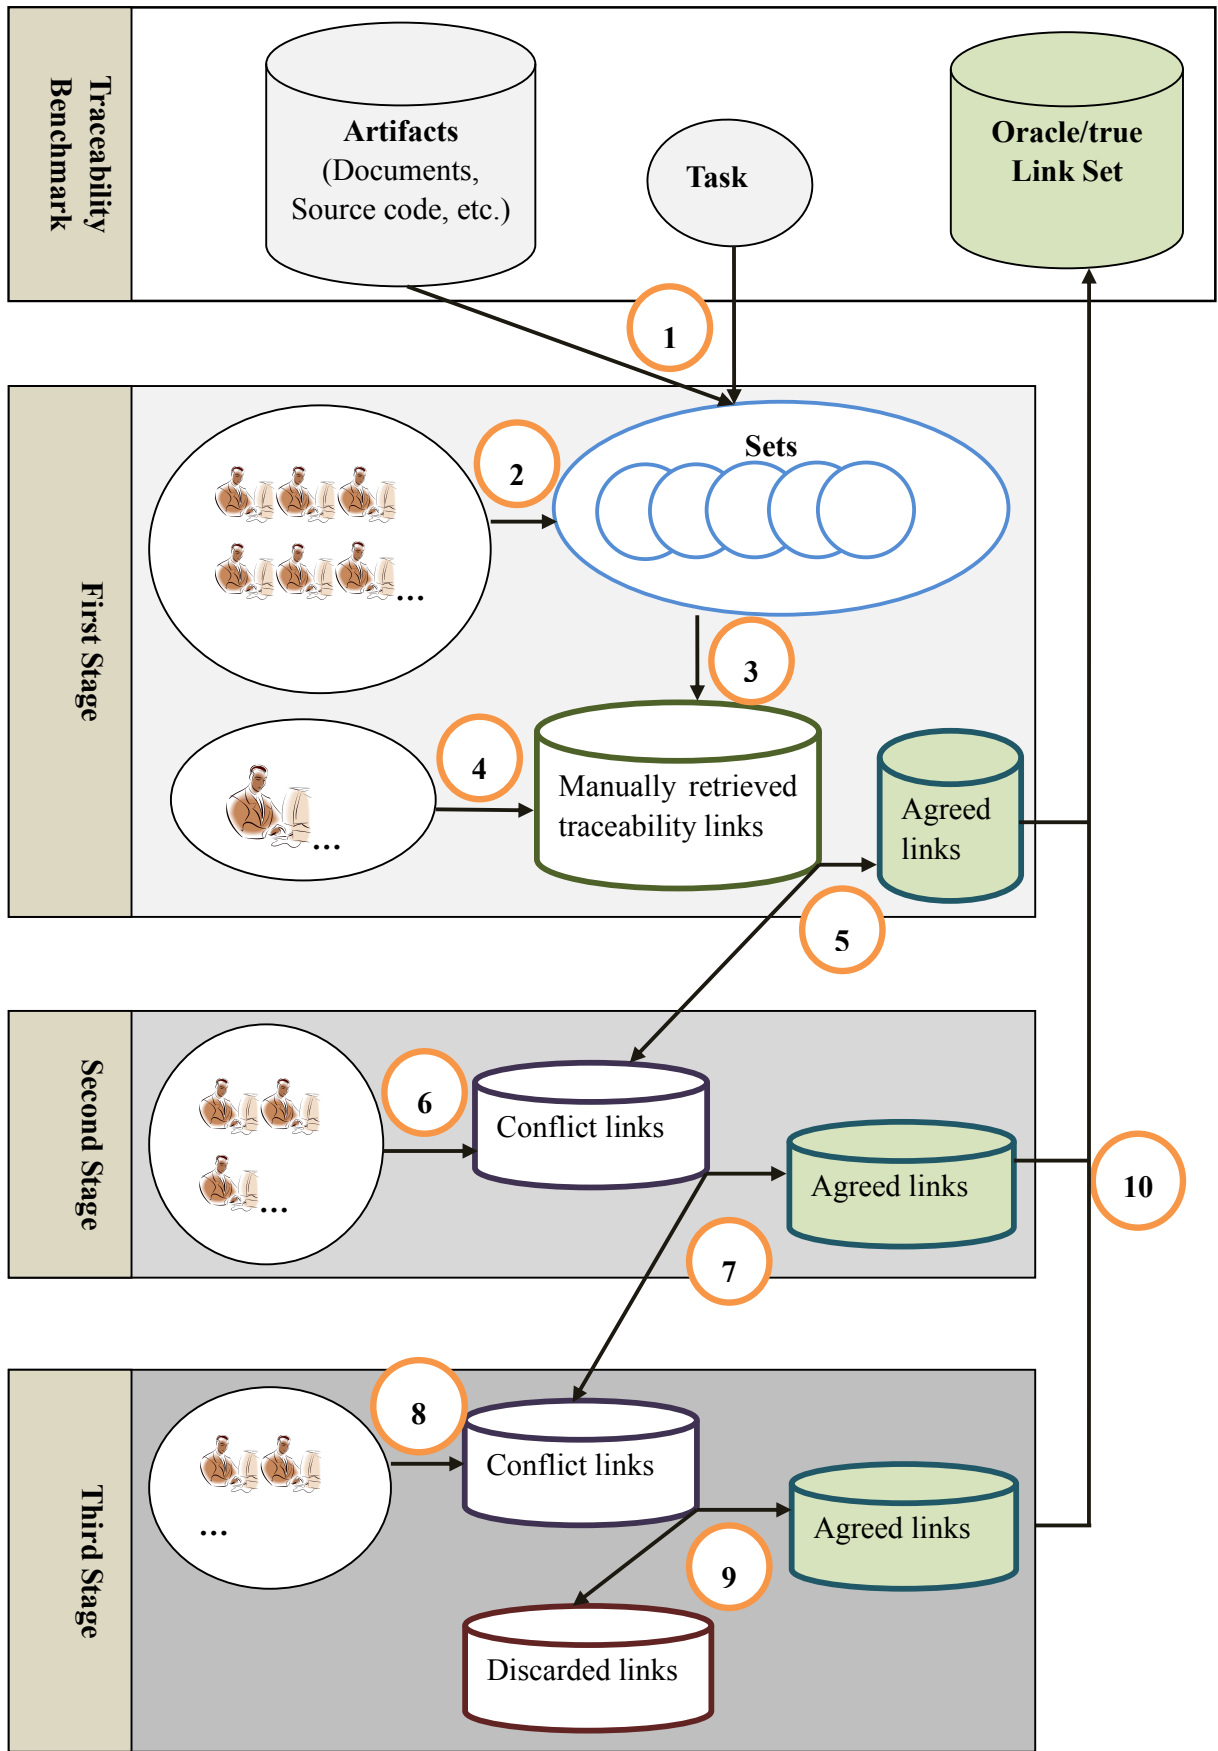 Traceability
Benchmark
Artifacts
(Documents,
Source code, etc.)
Task
Oracle/true
Link Set
1
First Stage
2
Sets
...
3
4
...
Manually retrieved
traceability links
Agreed
links
5
Second Stage
...
6
Conflict links
Agreed links
7
10
Third Stage
...
8
Conflict links
Agreed links
9
Discarded links